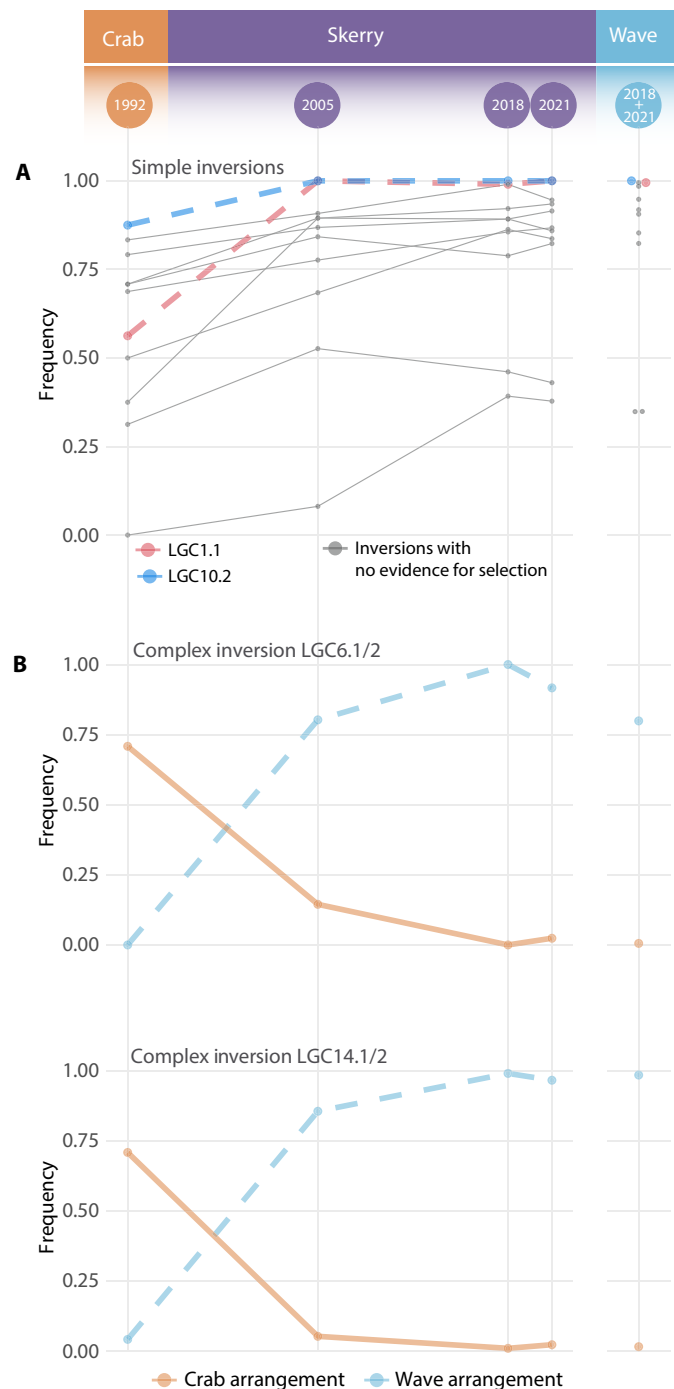 Crab Skerry Wave
1992 2005 2018 2021 2018
+
2021
A
Simple inversions
1.00
0.75
0.50
0.25
0.00
Frequency
LGC1.1
LGC10.2
Inversions with
no evidence for selection
B
Complex inversion LGC6.1/2
1.00
0.75
0.50
0.25
0.00
Frequency
Complex inversion LGC14.1/2
1.00
0.75
0.50
0.25
0.00
Frequency
Crab arrangement Wave arrangement